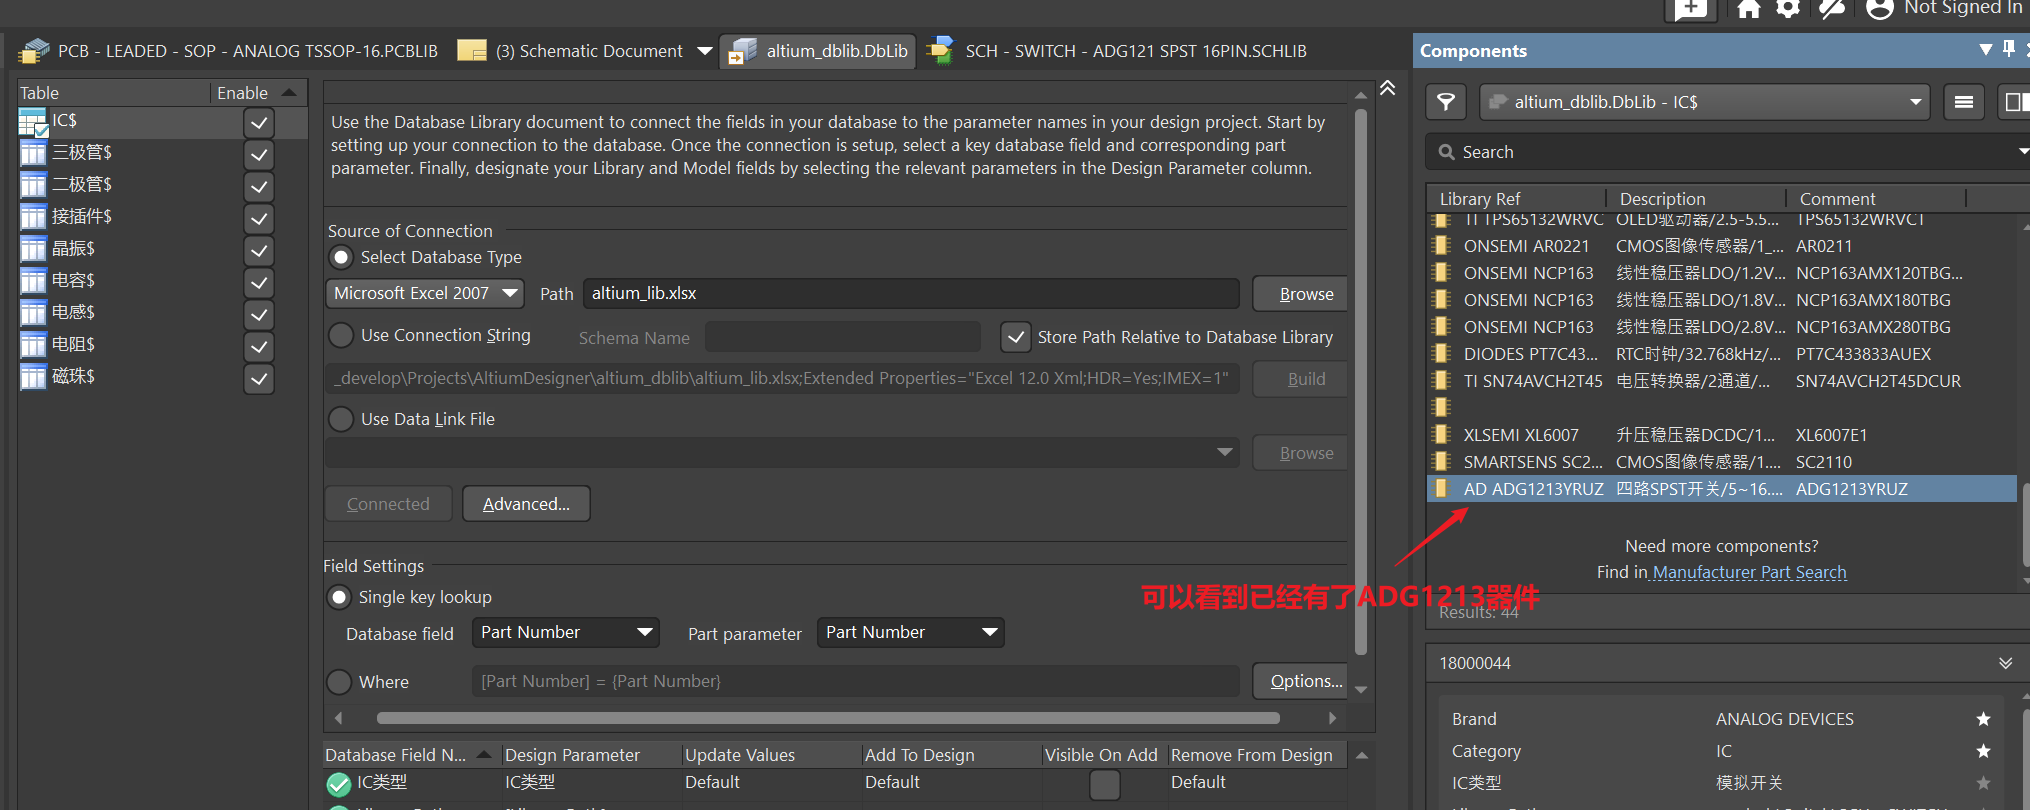 Not Signed In
PCB - LEADED - SOP - ANALOG TSSOP-16.PCBLIB
(3) Schematic Document
altium_dblib.DbLib
SCH - SWITCH - ADG121 SPST 16PIN.SCHLIB
Table Enable
IC$
三极管$
二极管$
接插件$
晶振$
电容$
电感$
电阻$
磁珠$
Use the Database Library document to connect the fields in your database to the parameter names in your design project. Start by
setting up your connection to the database. Once the connection is setup, select a key database field and corresponding part
parameter. Finally, designate your Library and Model fields by selecting the relevant parameters in the Design Parameter column.
Source of Connection
Select Database Type
Microsoft Excel 2007 Path altium_lib.xlsx Browse
Use Connection String Schema Name Store Path Relative to Database Library
_develop\Projects\AltiumDesigner\altium_dblib\altium_lib.xlsx;Extended Properties="Excel 12.0 Xml;HDR=Yes;IMEX=1" Build
Use Data Link File
Browse
Connected Advanced...
Field Settings
Single key lookup
Database field Part Number Part parameter Part Number
Where [Part Number] = {Part Number} Options...
Database Field N... Design Parameter Update Values Add To Design Visible On Add Remove From Design
IC类型 IC类型 Default Default Default
Components
altium_dblib.DbLib - IC$
Search
Library Ref Description Comment
TI TPS65132WRVC OLED驱动器/2.5-5.5... TPS65132WRVCT
ONSEMI AR0221 CMOS图像传感器/1_... AR0211
ONSEMI NCP163 线性稳压器LDO/1.2V... NCP163AMX120TBG...
ONSEMI NCP163 线性稳压器LDO/1.8V... NCP163AMX180TBG
ONSEMI NCP163 线性稳压器LDO/2.8V... NCP163AMX280TBG
DIODES PT7C43... RTC时钟/32.768kHz/... PT7C433833AUEX
TI SN74AVCH2T45 电压转换器/2通道/... SN74AVCH2T45DCUR
XLSEMI XL6007 升压稳压器DCDC/1... XL6007E1
SMARTSENS SC2... CMOS图像传感器/1.... SC2110
AD ADG1213YRUZ 四路SPST开关/5~16.... ADG1213YRUZ
Need more components?
Find in Manufacturer Part Search
可以看到已经有了ADG1213器件
Results: 44
18000044
Brand ANALOG DEVICES
Category IC
IC类型 模拟开关